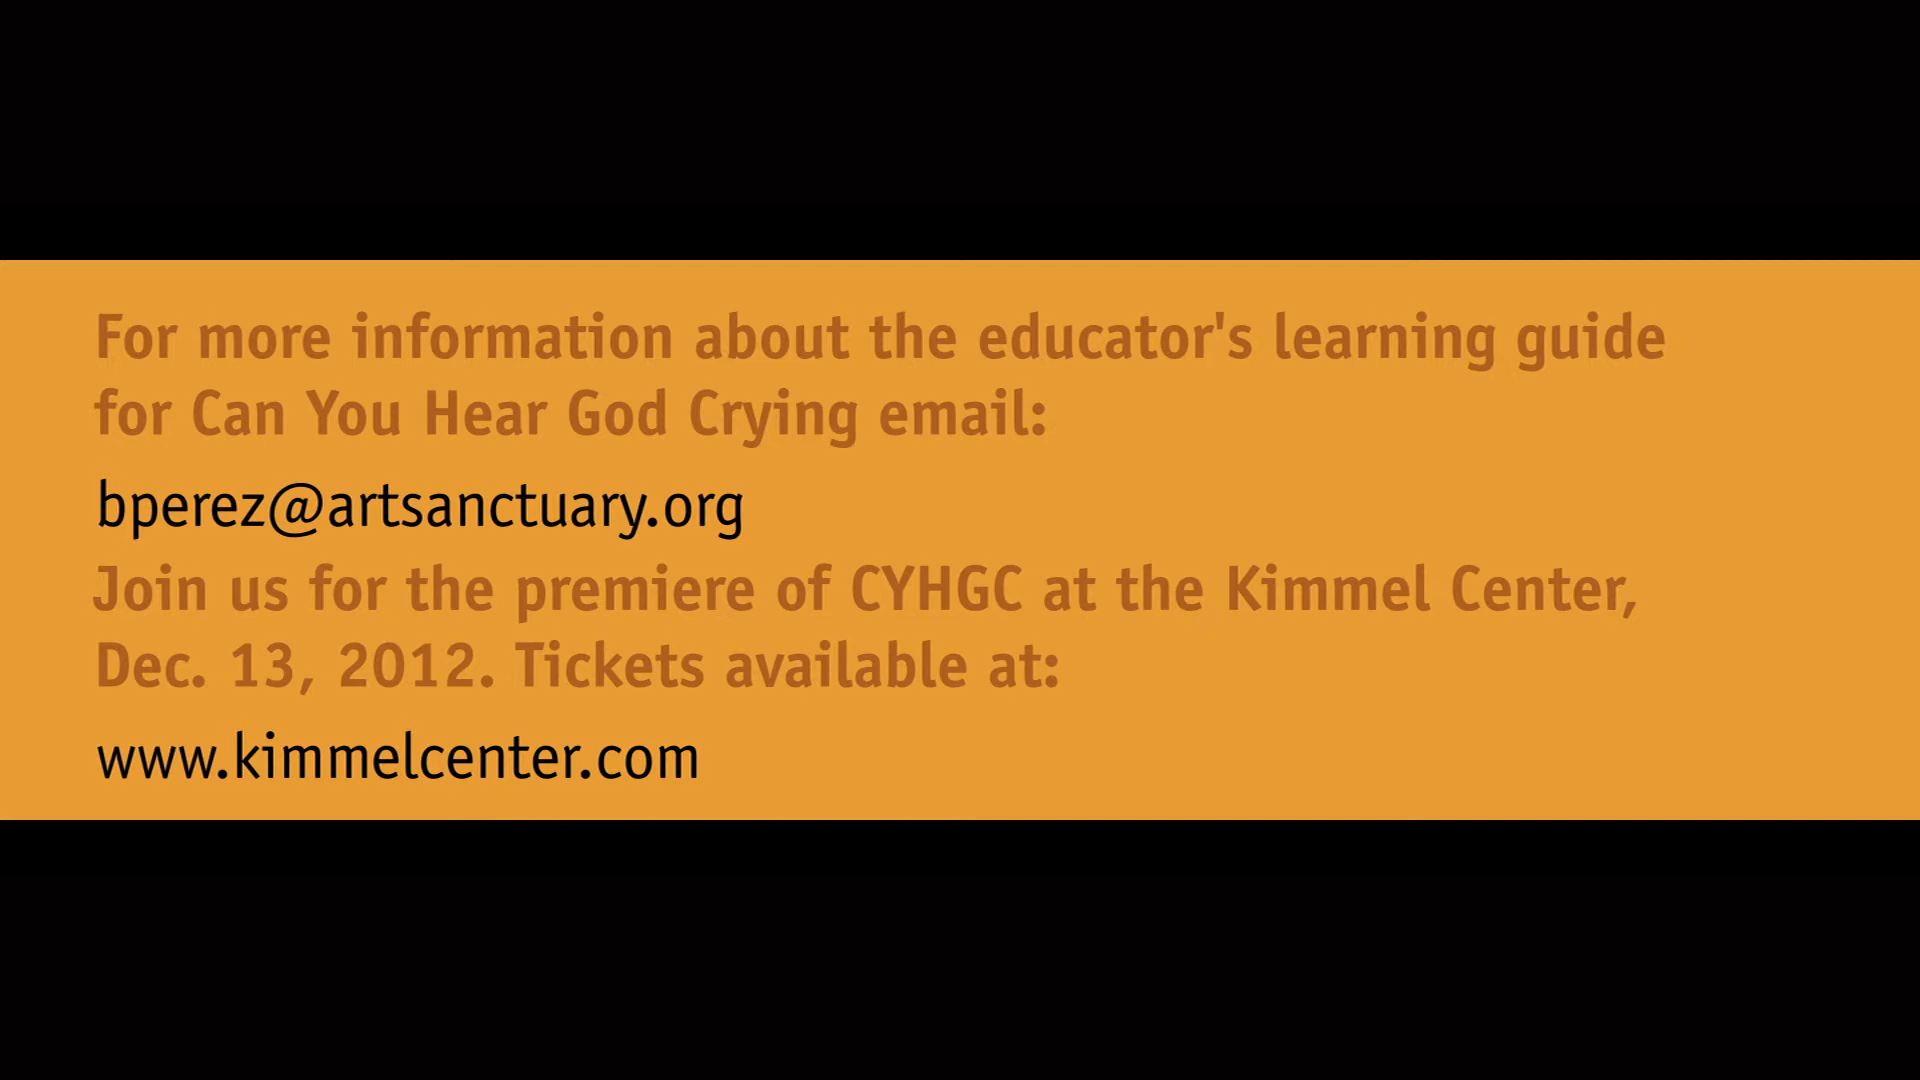 For more information about the educator's learning guide
for Can You Hear God Crying email:
bperez@artsanctuary.org
Join us for the premiere of CYHGC at the Kimmel Center,
Dec. 13, 2012. Tickets available at:
www.kimmelcenter.com